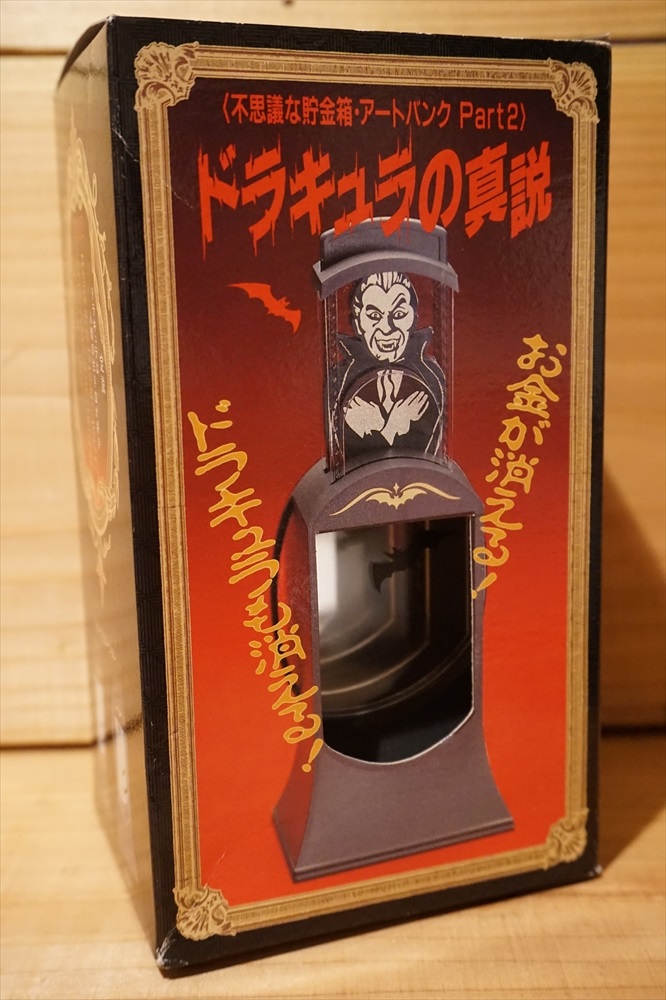 〈不思議な貯金箱・アートバンク Part2〉
ドラキュラの真説
お金が消える!
ドラキュラも消える!